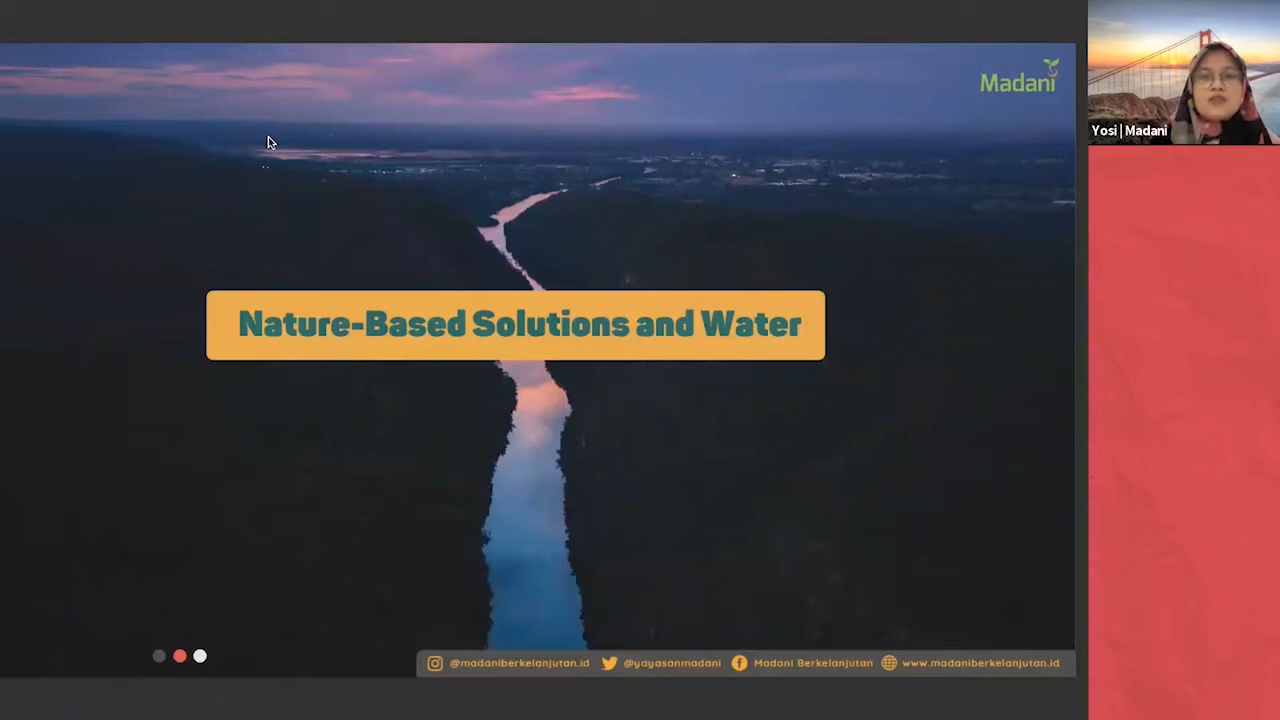 Madani
Yosi | Madani
Nature-Based Solutions and Water
@madaniberkelanjutan.id @yayasanmadani Madani Berkelanjutan www.madaniberkelanjutan.id